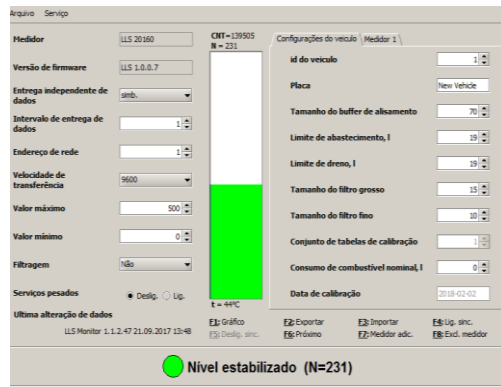 Arquivo Serviço
Medidor LLS 20160
Versão de firmware LLS 1.0.0.7
Entrega independente de dados simb.
Intervalo de entrega de dados 1
Endereço de rede 1
Velocidade de transferência 9600
Valor máximo 500
Valor mínimo 0
Filtragem Não
Serviços pesados Deslig. Lig.
Ultima alteração de dados
LLS Monitor 1.1.2.47 21.09.2017 13:48
CNT=139505
N = 231
t = 44ºC
Configurações do veiculo Medidor 1
id do veiculo 1
Placa New Vehicle
Tamanho do buffer de alisamento 70
Limite de abastecimento, l 19
Limite de dreno, l 19
Tamanho do filtro grosso 15
Tamanho do filtro fino 10
Conjunto de tabelas de calibração 1
Consumo de combustível nominal, l 0
Data de calibração 2018-02-02
F1: Gráfico F2: Exportar F3: Importar F4: Lig. sinc.
F5: Deslig. sinc. F6: Próximo F7: Medidor adic. F8: Excl. medidor
Nível estabilizado (N=231)